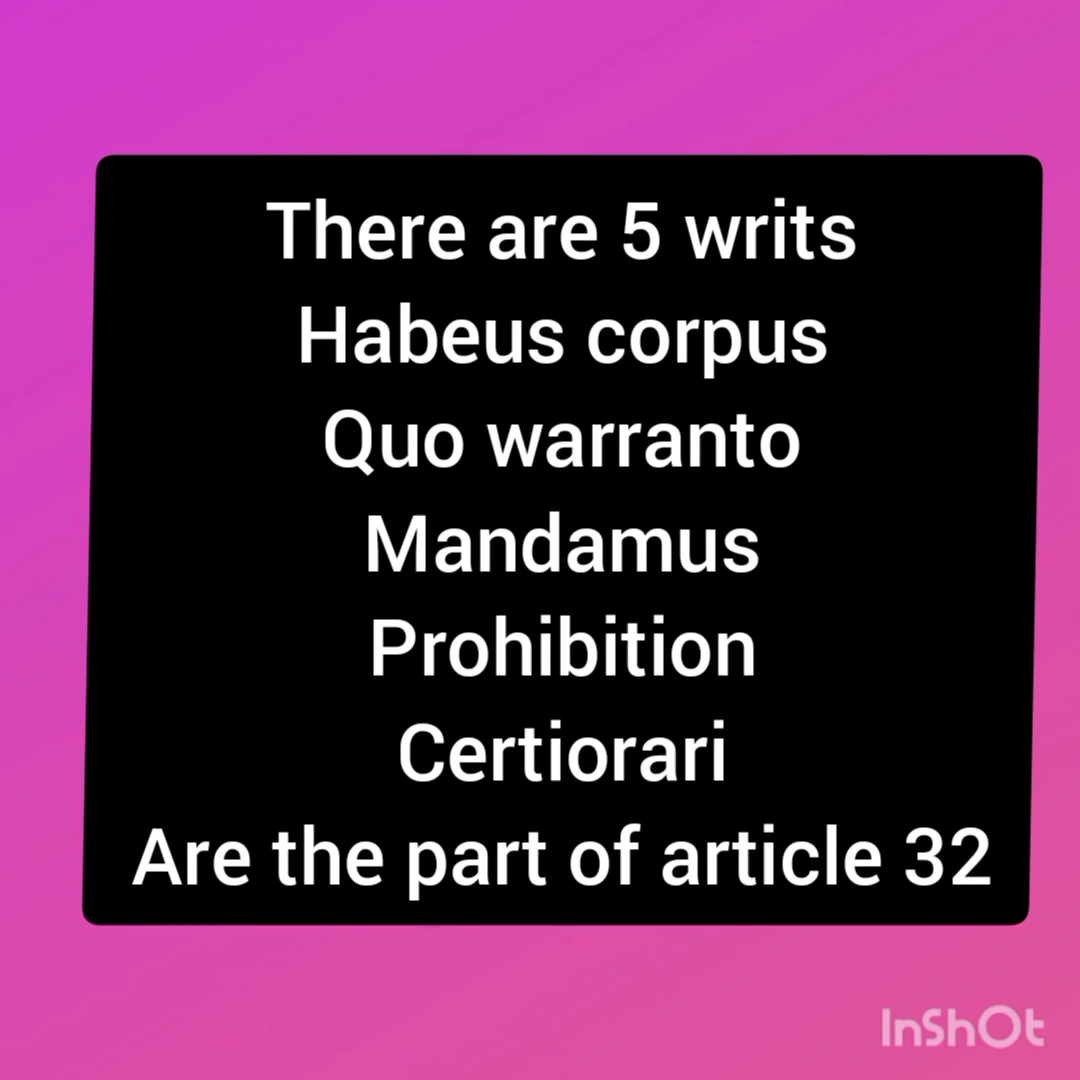 There are 5 writs
Habeus corpus
Quo warranto
Mandamus
Prohibition
Certiorari
Are the part of article 32
InShOt